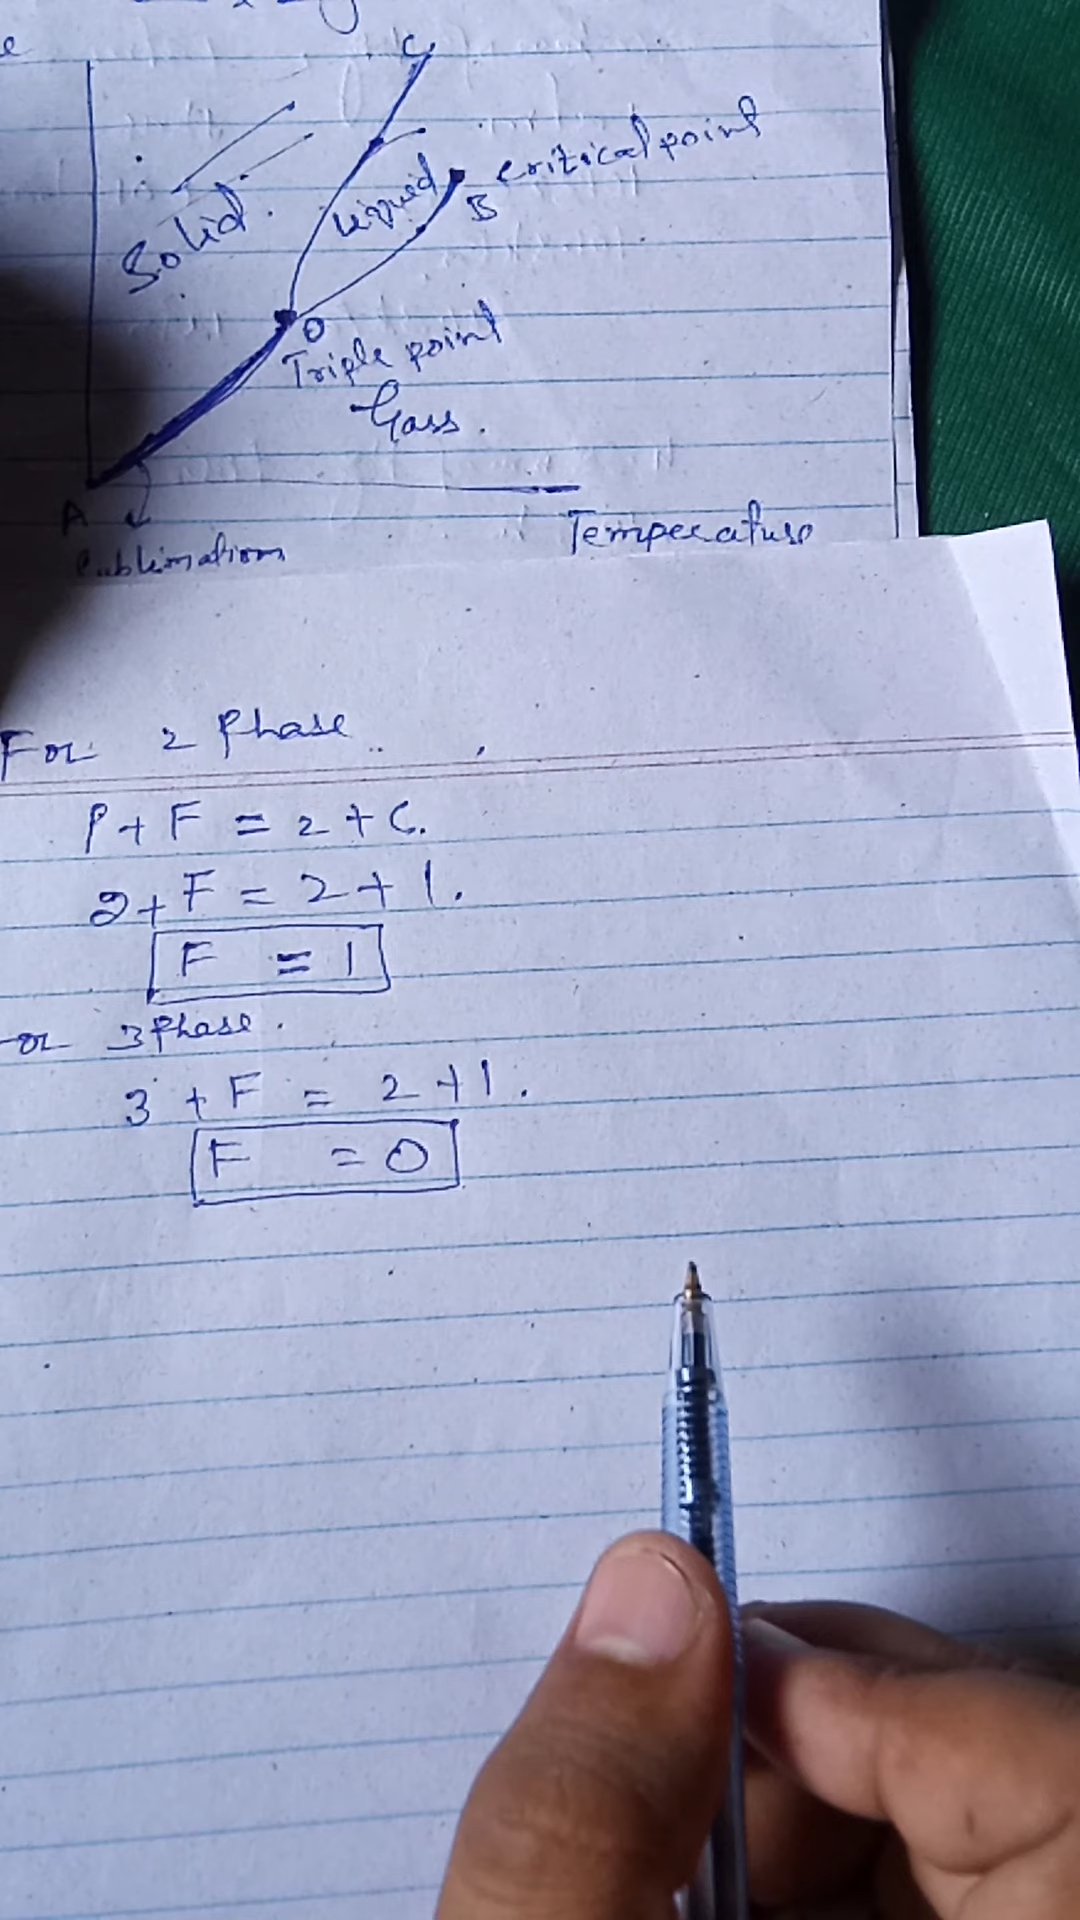 C
Solid.
Liquid
B critical point
O
Triple point
Gass.
A
Sublimation
Temperature
For 2 Phase
P + F = 2 + C.
2 + F = 2 + 1.
F = 1
or 3 Phase.
3 + F = 2 + 1.
F = 0